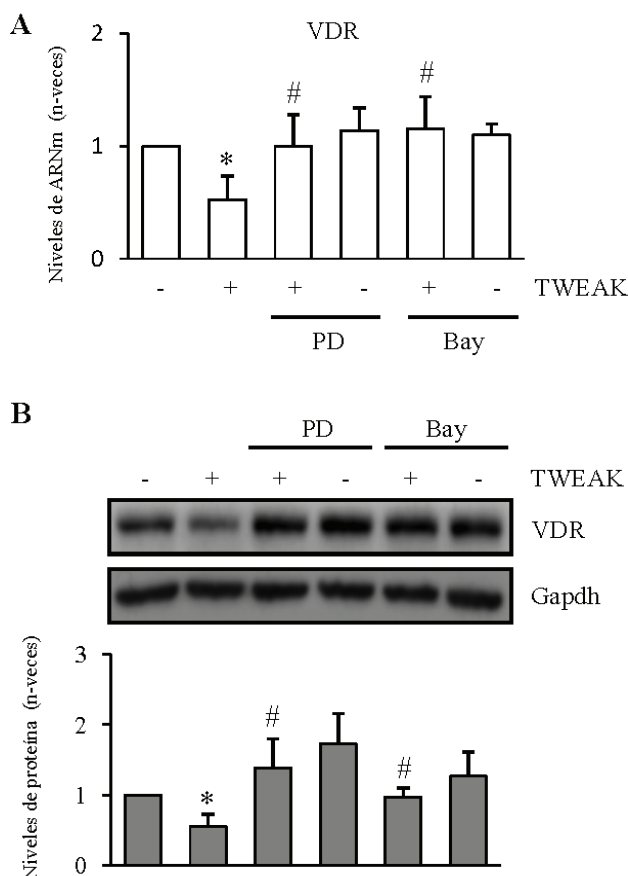 A
VDR
Niveles de ARNm (n-veces)
2
1
0
#
#
*
- + + - + - TWEAK
PD Bay
B
PD Bay
- + + - + - TWEAK
VDR
Gapdh
Niveles de proteína (n-veces)
3
2
1
0
#
#
*